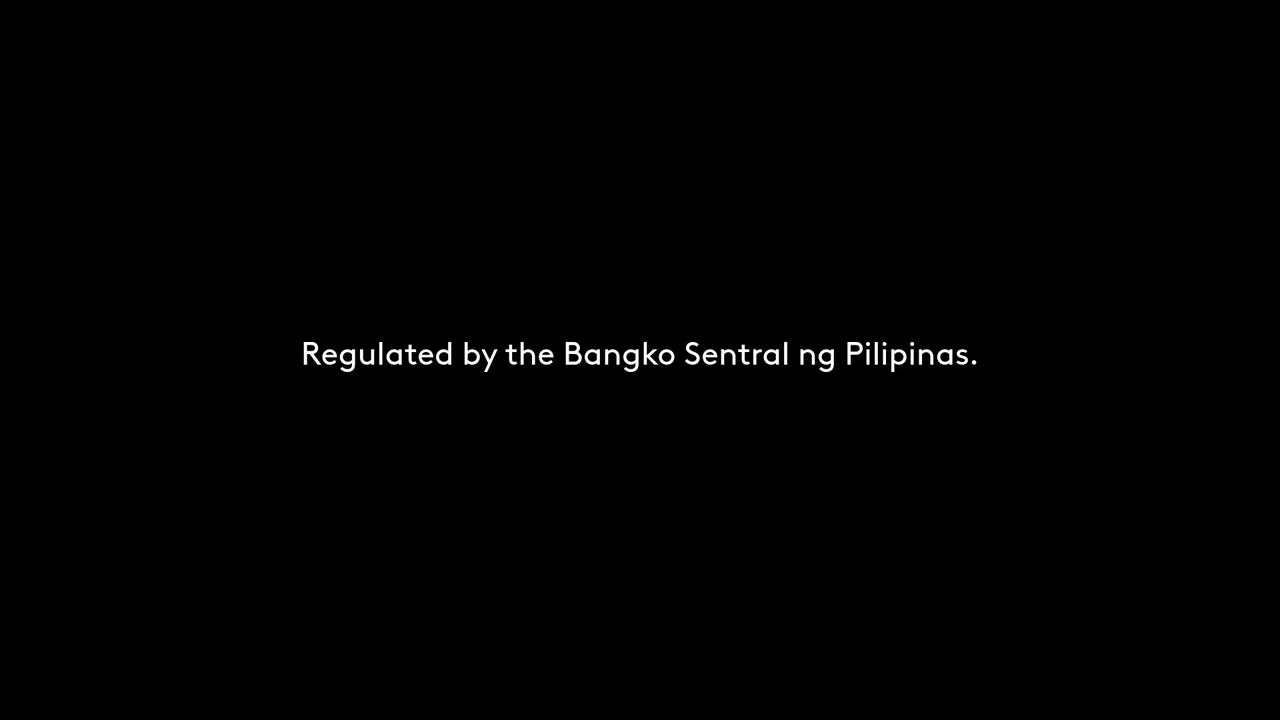 Regulated by the Bangko Sentral ng Pilipinas.